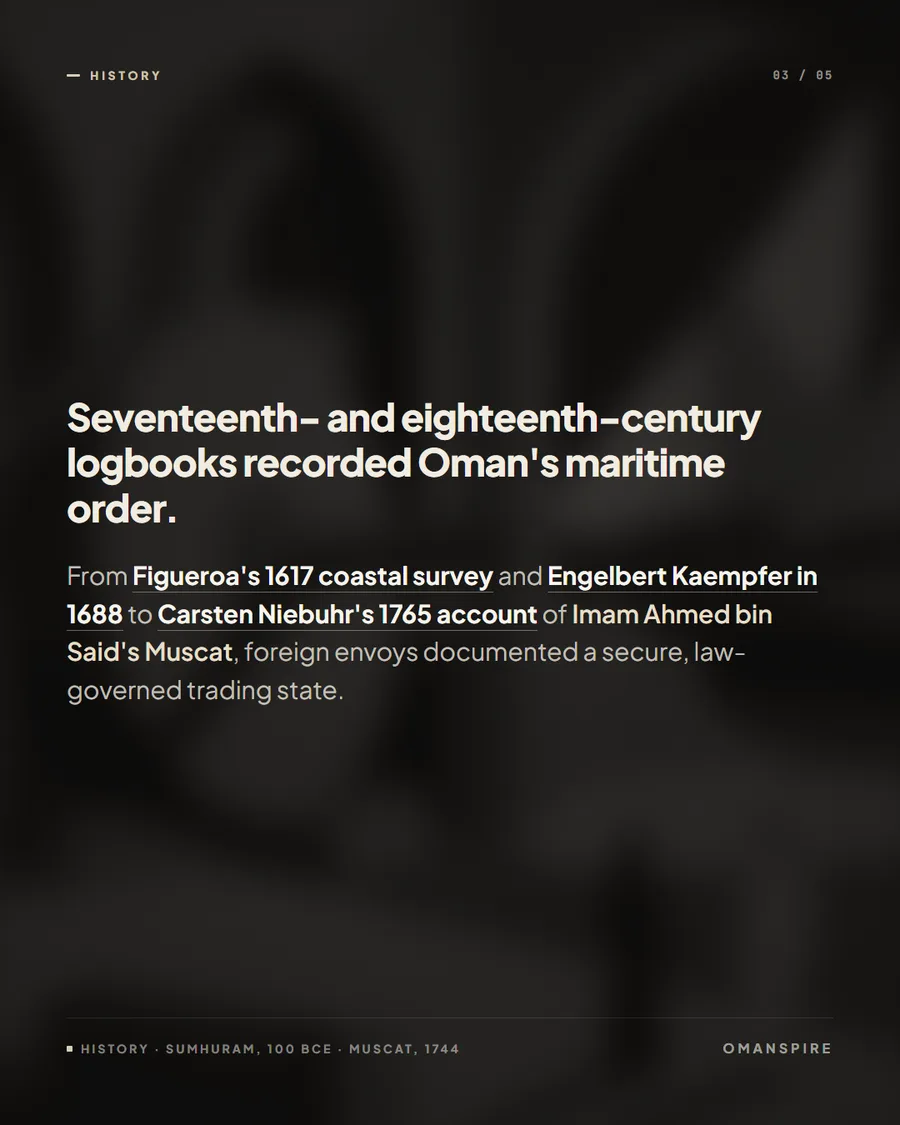 — HISTORY
03 / 05
Seventeenth- and eighteenth-century
logbooks recorded Oman's maritime
order.
From Figueroa's 1617 coastal survey and Engelbert Kaempfer in
1688 to Carsten Niebuhr's 1765 account of Imam Ahmed bin
Said's Muscat, foreign envoys documented a secure, law-
governed trading state.
HISTORY · SUMHURAM, 100 BCE · MUSCAT, 1744
OMANSPIRE